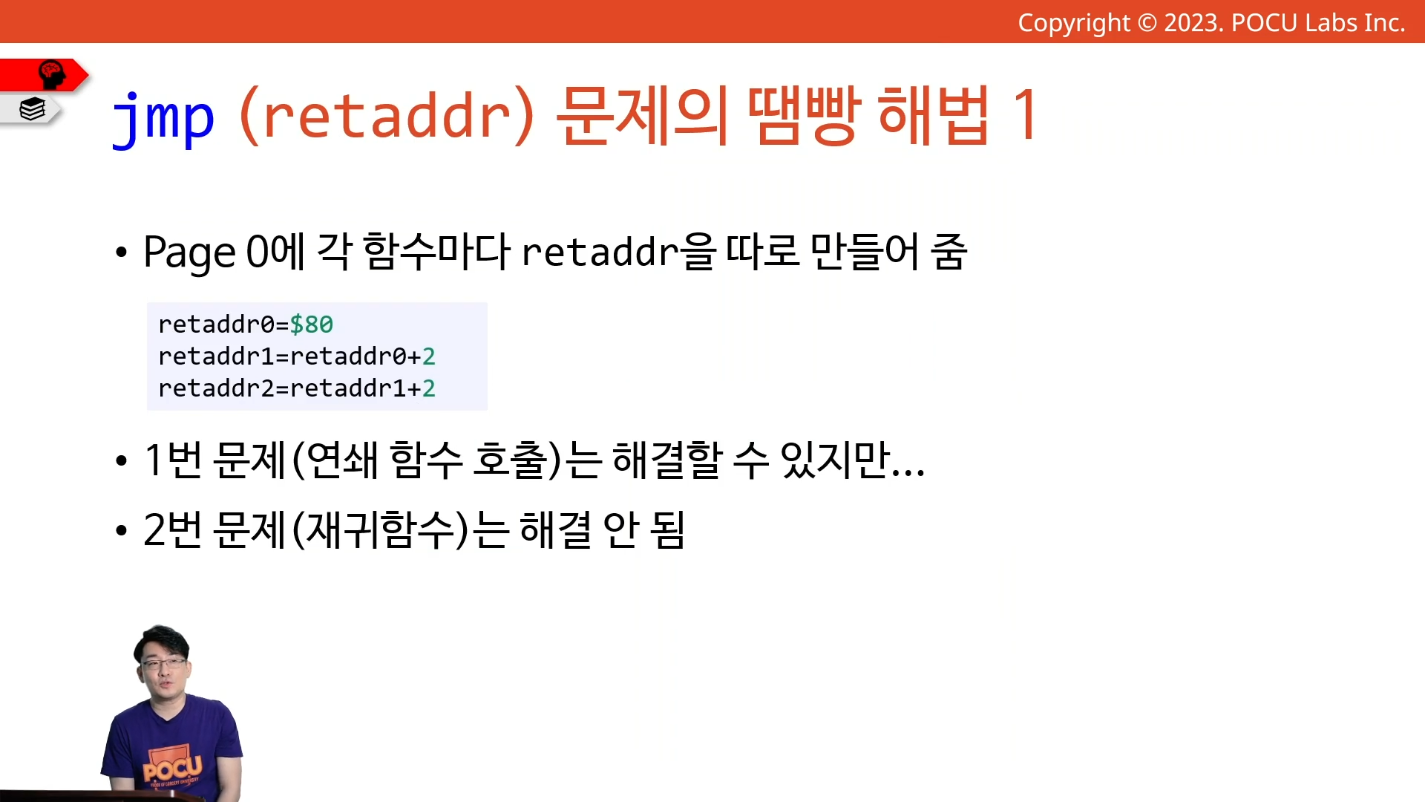 Copyright © 2023. POCU Labs Inc.
jmp (retaddr) 문제의 땜빵 해법 1
• Page 0에 각 함수마다 retaddr을 따로 만들어 줌
retaddr0=$80
retaddr1=retaddr0+2
retaddr2=retaddr1+2
• 1번 문제(연쇄 함수 호출)는 해결할 수 있지만...
• 2번 문제(재귀함수)는 해결 안 됨
POCU